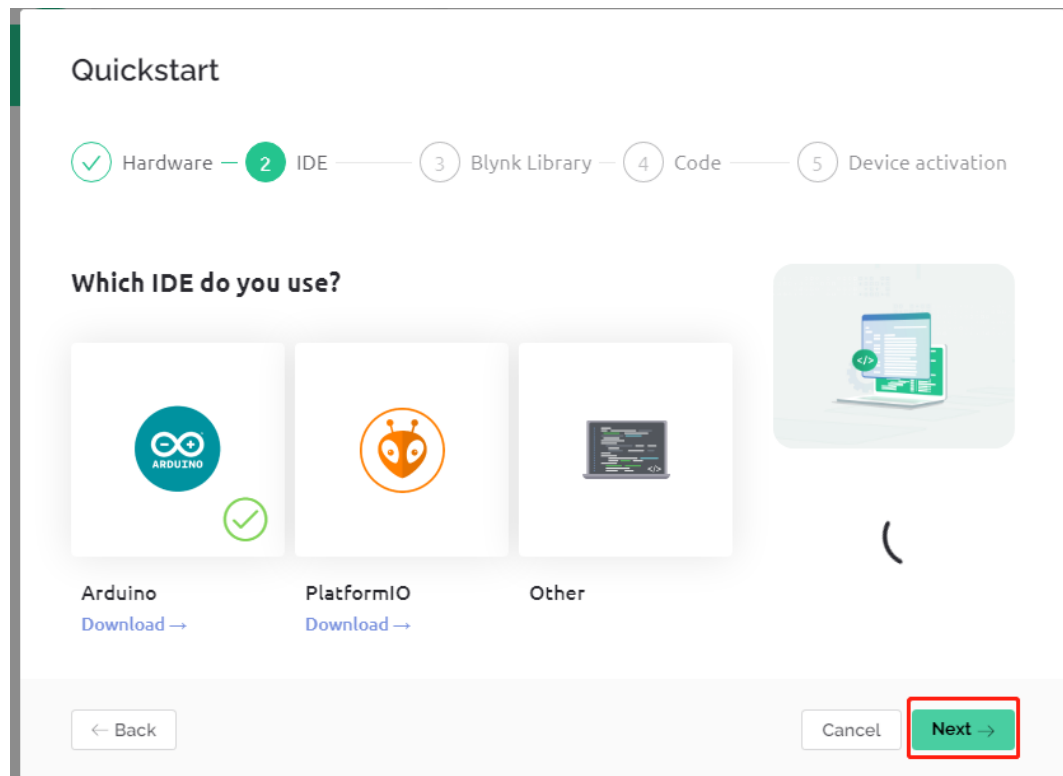 Quickstart
Hardware 2 IDE 3 Blynk Library 4 Code 5 Device activation
Which IDE do you use?
ARDUINO
</>
</>
Arduino PlatformIO Other
Download → Download →
← Back Cancel Next →